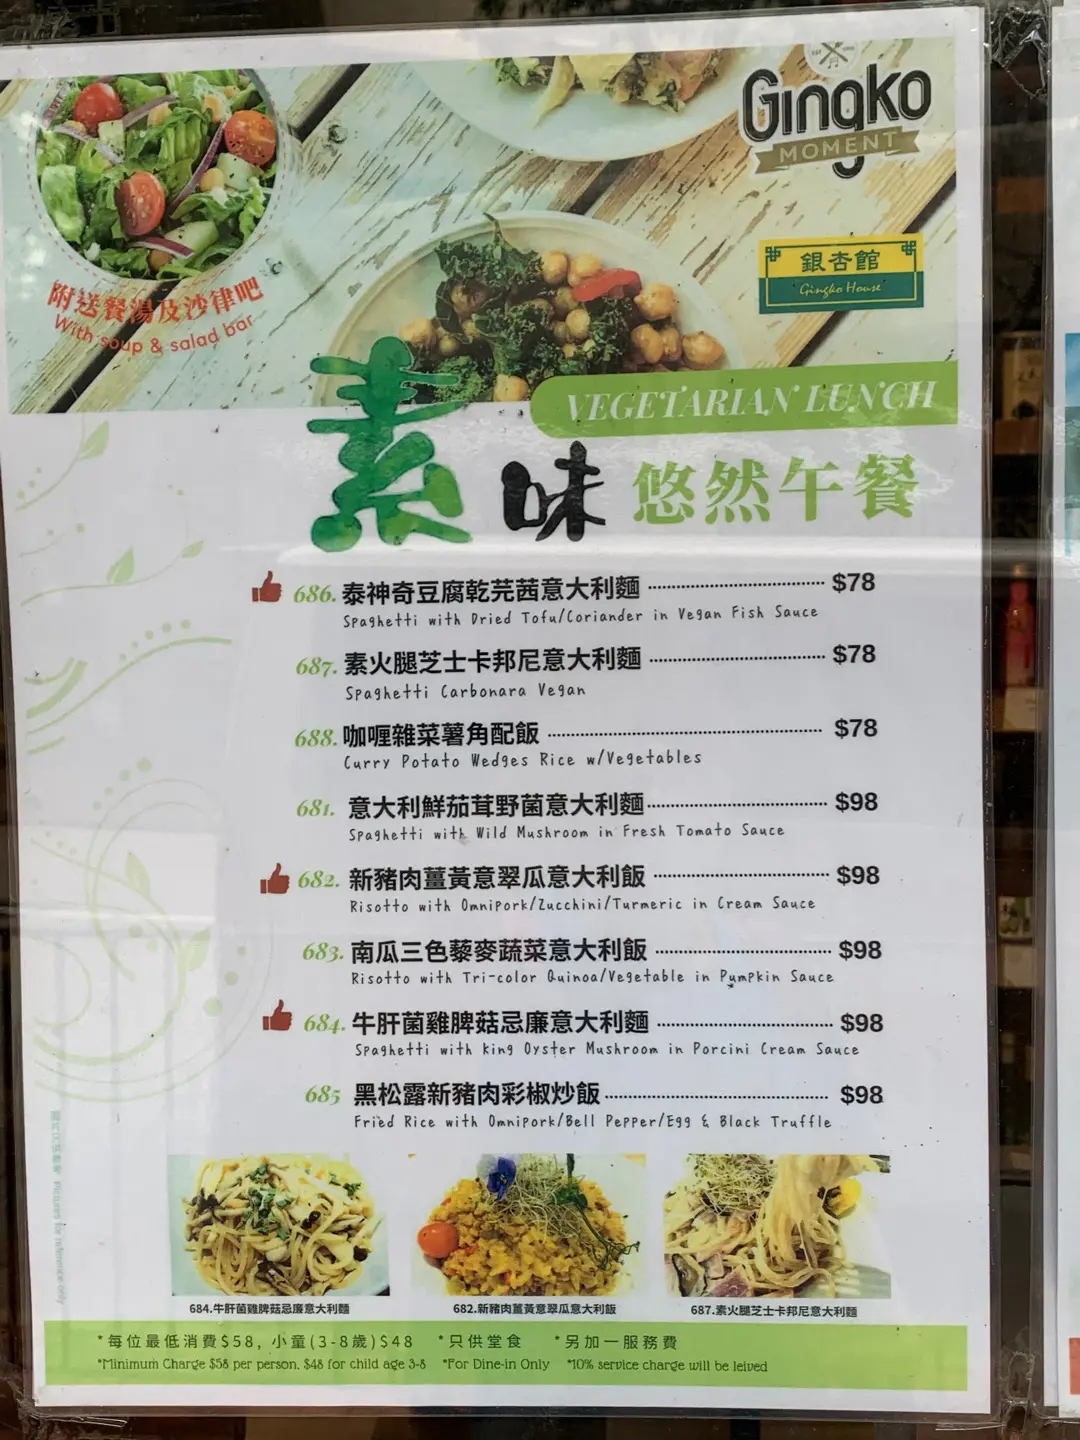 Gingko
MOMENT
銀杏館
Gingko House
附送餐湯及沙律吧
With soup & salad bar
VEGETARIAN LUNCH
素味 悠然午餐
686. 泰神奇豆腐乾芫茜意大利麵 $78
Spaghetti with Dried Tofu/Coriander in Vegan Fish Sauce
687. 素火腿芝士卡邦尼意大利麵 $78
Spaghetti Carbonara Vegan
688. 咖喱雜菜薯角配飯 $78
Curry Potato Wedges Rice w/Vegetables
681. 意大利鮮茄茸野菌意大利麵 $98
Spaghetti with Wild Mushroom in Fresh Tomato Sauce
682. 新豬肉薑黃意翠瓜意大利飯 $98
Risotto with Omnipork/Zucchini/Turmeric in Cream Sauce
683. 南瓜三色藜麥蔬菜意大利飯 $98
Risotto with Tri-color Quinoa/Vegetable in Pumpkin Sauce
684. 牛肝菌雞脾菇忌廉意大利麵 $98
Spaghetti with King Oyster Mushroom in Porcini Cream Sauce
685 黑松露新豬肉彩椒炒飯 $98
Fried Rice with Omnipork/Bell Pepper/Egg & Black Truffle
圖片只供參考 Pictures for reference only
684.牛肝菌雞脾菇忌廉意大利麵
682.新豬肉薑黃意翠瓜意大利飯
687.素火腿芝士卡邦尼意大利麵
*每位最低消費$58, 小童(3-8歲)$48 *只供堂食 *另加一服務費
*Minimum Charge $58 per person. $48 for child age 3-8 *For Dine-in Only *10% service charge will be leived